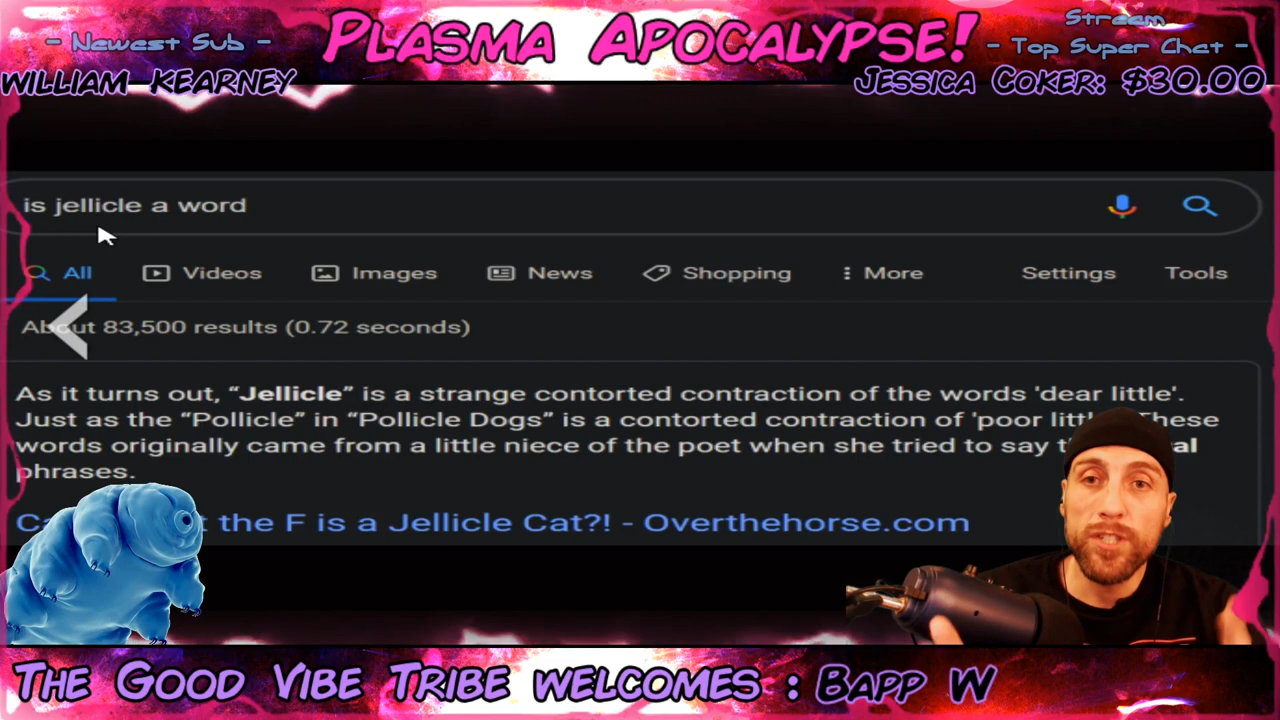 - Newest Sub -
WILLIAM KEARNEY
PLASMA APOCALYPSE!
Stream
- Top Super Chat -
JESSICA COKER: $30.00
is jellicle a word
All Videos Images News Shopping More Settings Tools
About 83,500 results (0.72 seconds)
As it turns out, “Jellicle” is a strange contorted contraction of the words 'dear little'.
Just as the “Pollicle” in “Pollicle Dogs” is a contorted contraction of 'poor These
words originally came from a little niece of the poet when she tried to say
phrases.
the F is a Jellicle Cat?! - Overthehorse.com
THE GOOD VIBE TRIBE WELCOMES : BAPP W